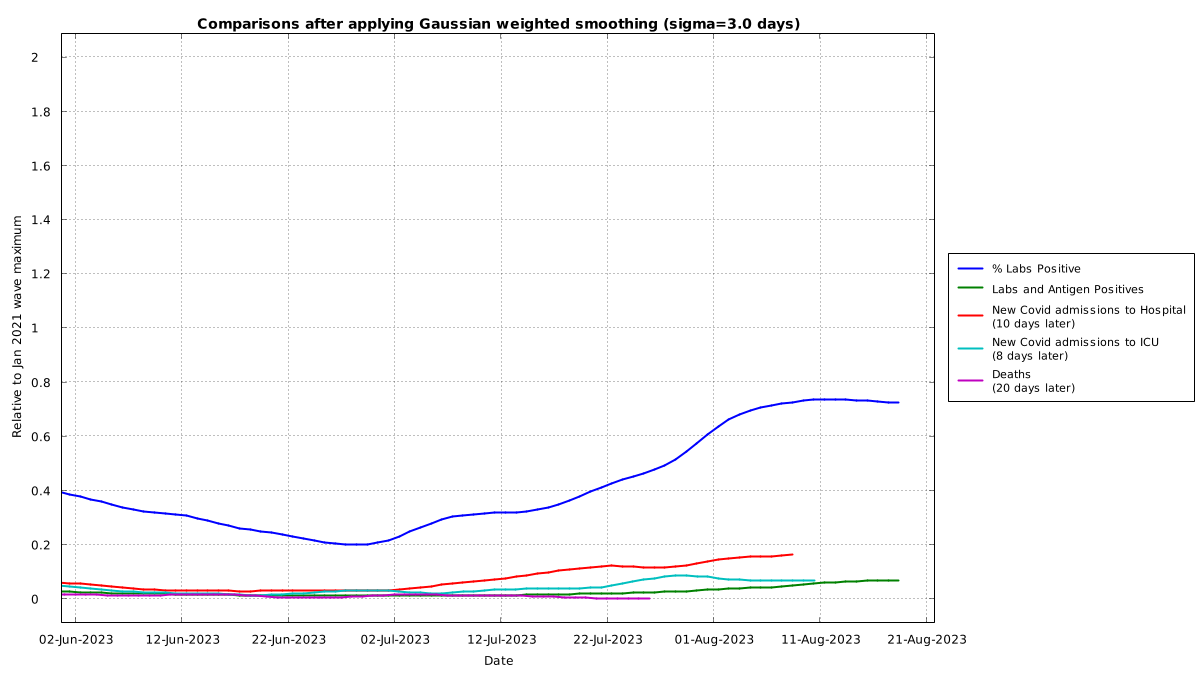 Comparisons after applying Gaussian weighted smoothing (sigma=3.0 days)
Relative to Jan 2021 wave maximum
2
1.8
1.6
1.4
1.2
1
0.8
0.6
0.4
0.2
0
02-Jun-2023 12-Jun-2023 22-Jun-2023 02-Jul-2023 12-Jul-2023 22-Jul-2023 01-Aug-2023 11-Aug-2023 21-Aug-2023
Date
% Labs Positive
Labs and Antigen Positives
New Covid admissions to Hospital
(10 days later)
New Covid admissions to ICU
(8 days later)
Deaths
(20 days later)